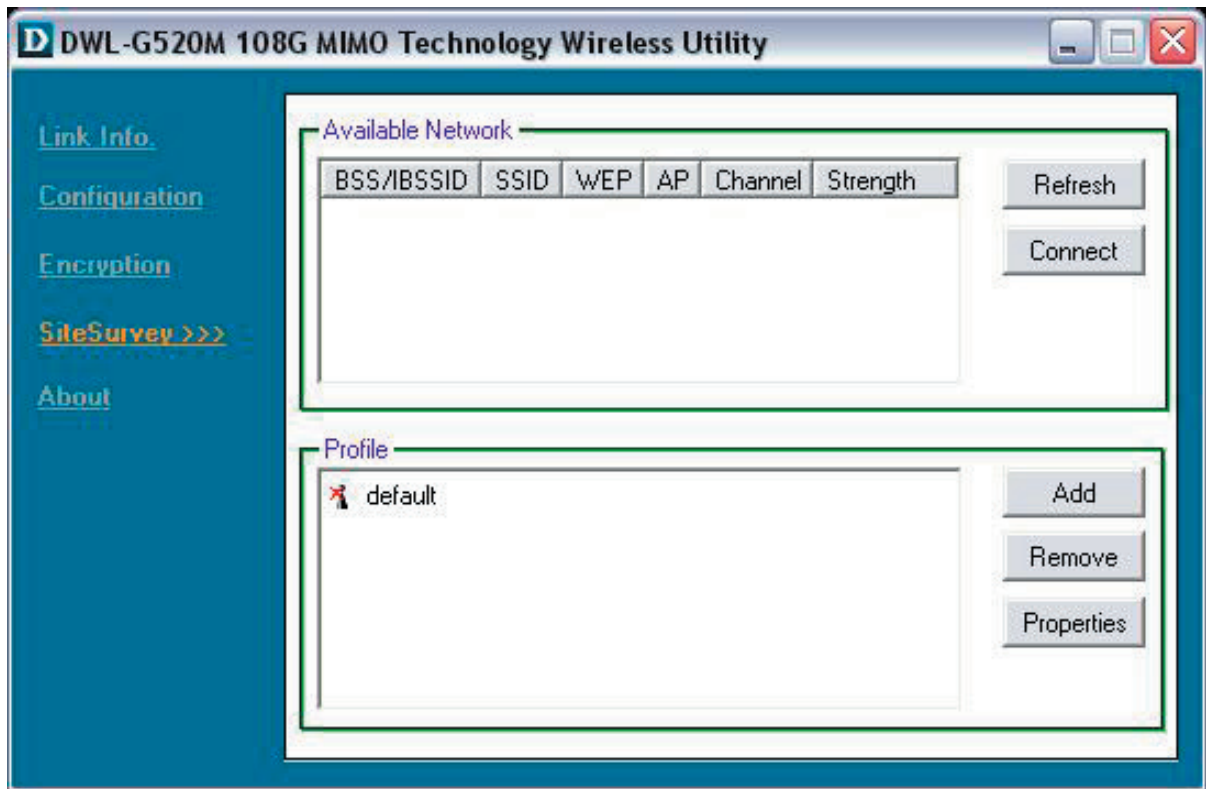 D DWL-G520M 108G MIMO Technology Wireless Utility
Link Info.
Configuration
Encryption
SiteSurvey >>>
About
Available Network
BSS/IBSSID SSID WEP AP Channel Strength
Refresh
Connect
Profile
default
Add
Remove
Properties